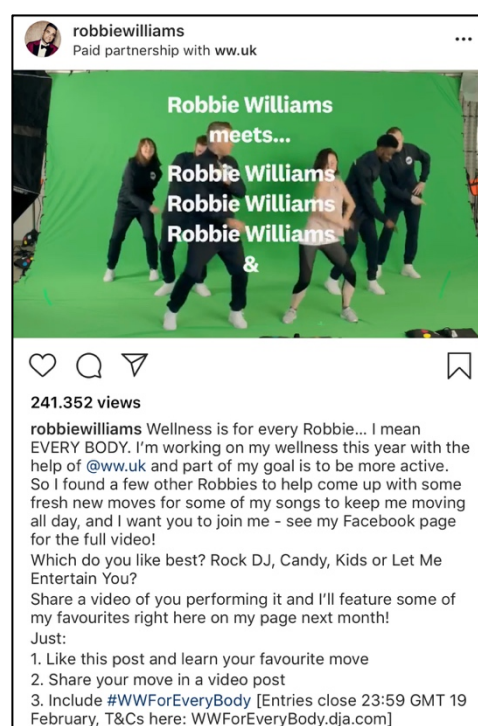 robbiewilliams
Paid partnership with ww.uk
Robbie Williams
meets...
Robbie Williams
Robbie Williams
Robbie Williams
&
241.352 views
robbiewilliams Wellness is for every Robbie... I mean
EVERY BODY. I'm working on my wellness this year with the
help of @ww.uk and part of my goal is to be more active.
So I found a few other Robbies to help come up with some
fresh new moves for some of my songs to keep me moving
all day, and I want you to join me - see my Facebook page
for the full video!
Which do you like best? Rock DJ, Candy, Kids or Let Me
Entertain You?
Share a video of you performing it and I'll feature some of
my favourites right here on my page next month!
Just:
1. Like this post and learn your favourite move
2. Share your move in a video post
3. Include #WWForEveryBody [Entries close 23:59 GMT 19
February, T&Cs here: WWForEveryBody.dja.com]